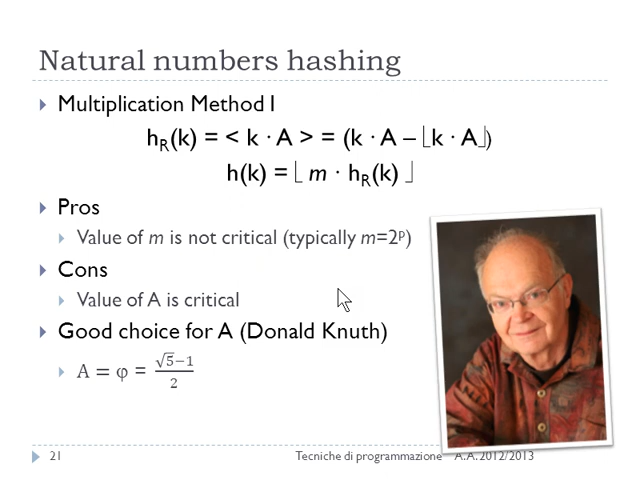 Natural numbers hashing
Multiplication Method I
h_R(k) = < k · A > = (k · A – ⌊k · A⌋)
h(k) = ⌊ m · h_R(k) ⌋
Pros
Value of m is not critical (typically m=2^p)
Cons
Value of A is critical
Good choice for A (Donald Knuth)
A = φ = (√5−1)/2
21 Tecniche di programmazione A.A. 2012/2013